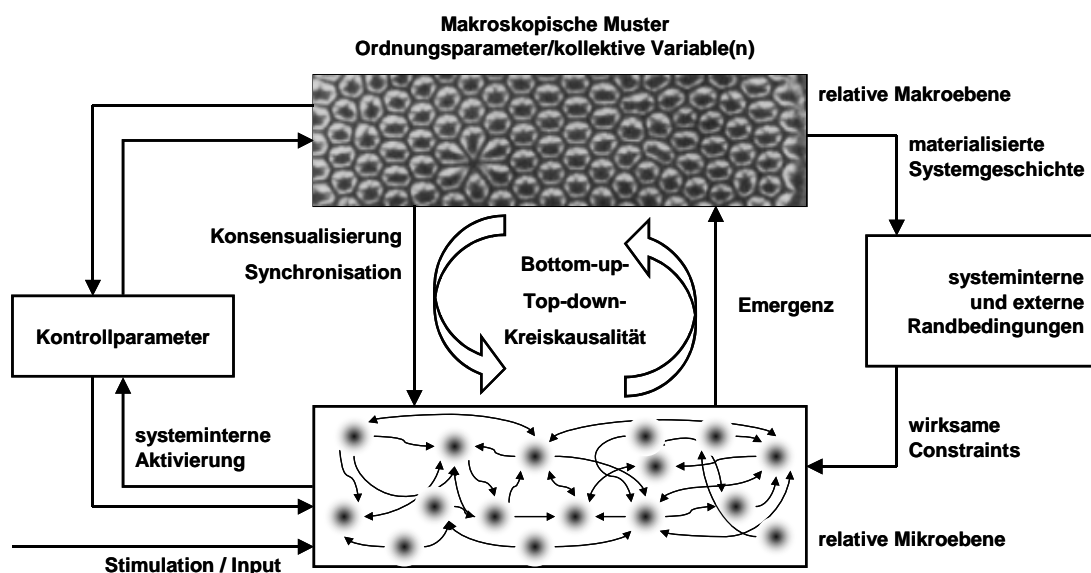 Makroskopische Muster
Ordnungsparameter/kollektive Variable(n)
relative Makroebene
materialisierte
Systemgeschichte
Konsensualisierung
Synchronisation
Bottom-up-
Top-down-
Kreiskausalität
Emergenz
systeminterne
und externe
Randbedingungen
Kontrollparameter
systeminterne
Aktivierung
wirksame
Constraints
relative Mikroebene
Stimulation / Input